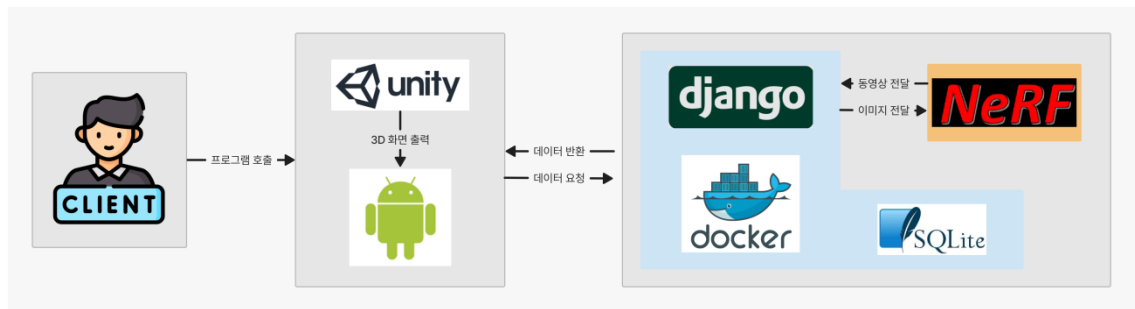 CLIENT
프로그램 호출
unity
3D 화면 출력
데이터 반환
데이터 요청
django
동영상 전달
이미지 전달
NeRF
docker
SQLite